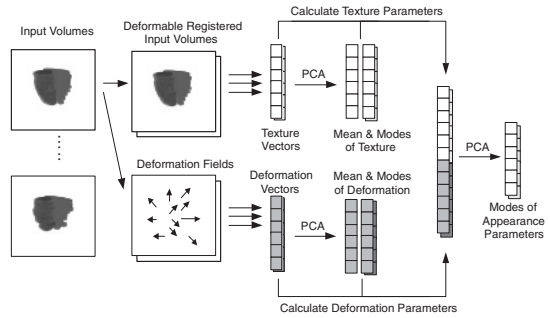 Calculate Texture Parameters
Input Volumes
Deformable Registered
Input Volumes
PCA
Texture
Vectors
Mean & Modes
of Texture
PCA
Modes of
Appearance
Parameters
Deformation Fields
Deformation
Vectors
Mean & Modes
of Deformation
PCA
Calculate Deformation Parameters